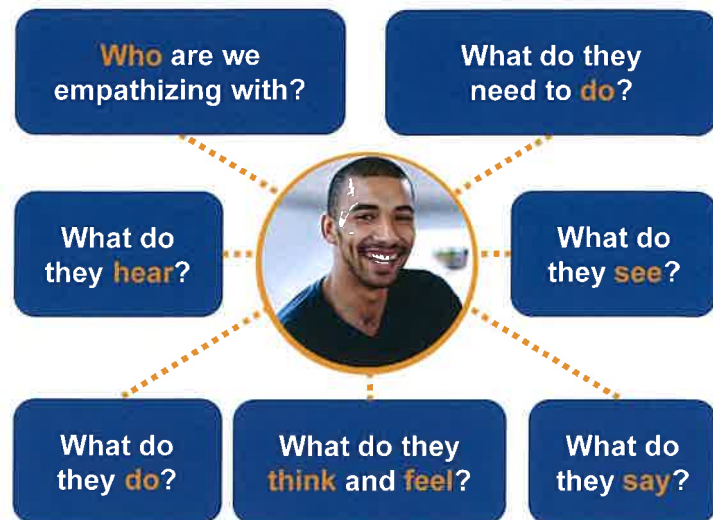 Who are we
empathizing with?
What do they
need to do?
What do
they hear?
What do
they see?
What do
they do?
What do they
think and feel?
What do
they say?